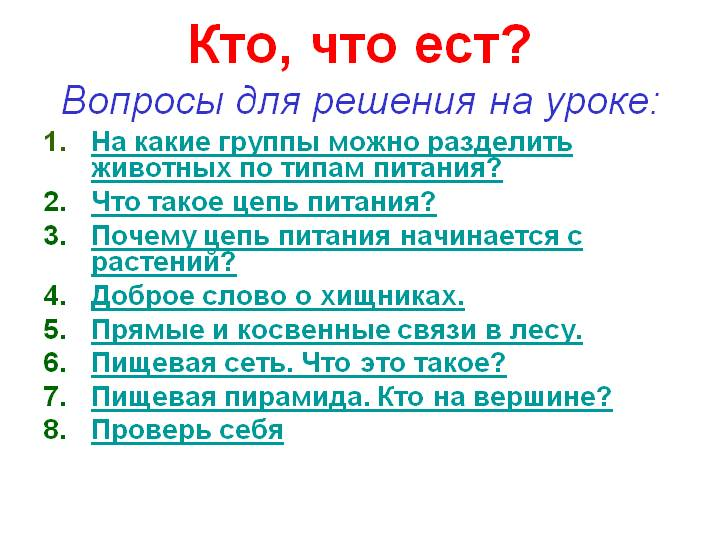 Кто, что ест?
Вопросы для решения на уроке:
1. На какие группы можно разделить
животных по типам питания?
2. Что такое цепь питания?
3. Почему цепь питания начинается с
растений?
4. Доброе слово о хищниках.
5. Прямые и косвенные связи в лесу.
6. Пищевая сеть. Что это такое?
7. Пищевая пирамида. Кто на вершине?
8. Проверь себя